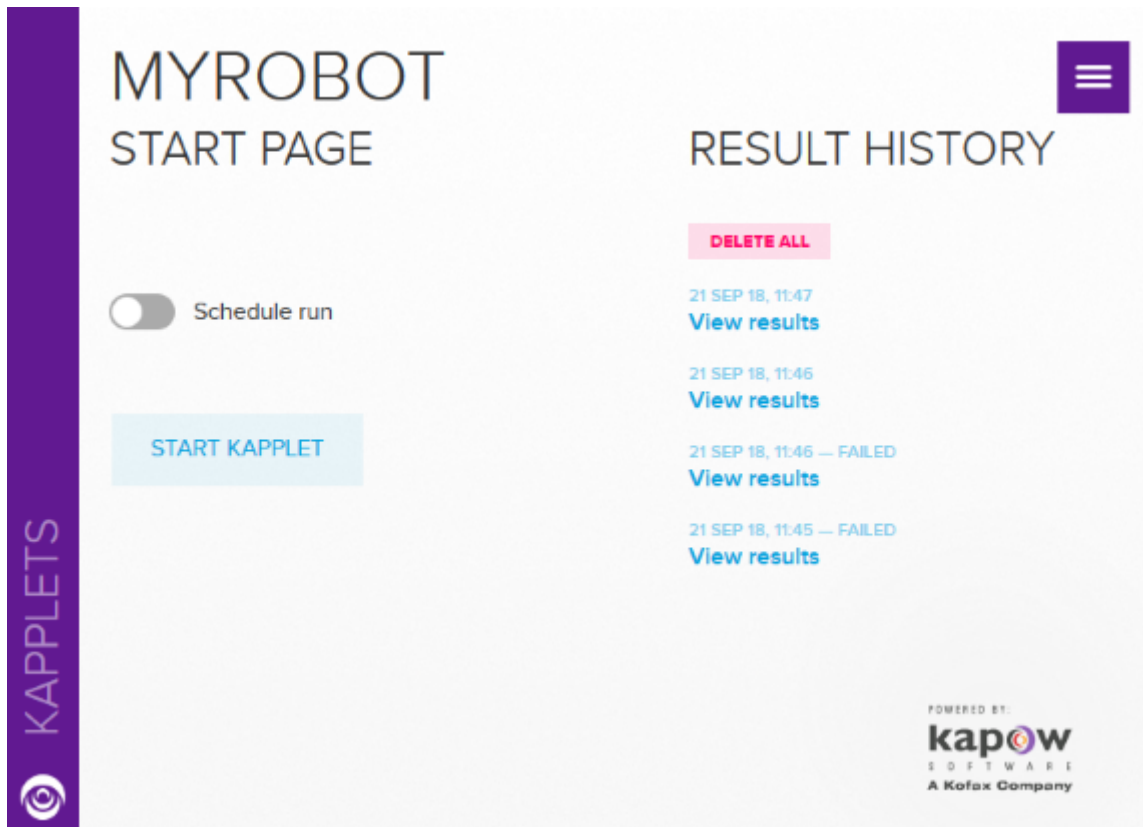 MYROBOT
START PAGE
Schedule run
START KAPPLET
RESULT HISTORY
DELETE ALL
21 SEP 18, 11:47
View results
21 SEP 18, 11:46
View results
21 SEP 18, 11:46 — FAILED
View results
21 SEP 18, 11:45 — FAILED
View results
KAPPLETS
POWERED BY:
kapow
SOFTWARE
A Kofax Company